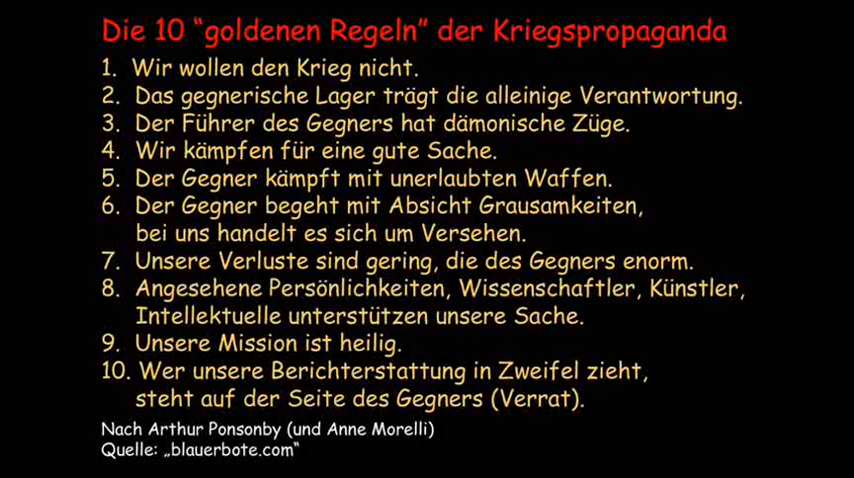 Die 10 “goldenen Regeln” der Kriegspropaganda
1. Wir wollen den Krieg nicht.
2. Das gegnerische Lager trägt die alleinige Verantwortung.
3. Der Führer des Gegners hat dämonische Züge.
4. Wir kämpfen für eine gute Sache.
5. Der Gegner kämpft mit unerlaubten Waffen.
6. Der Gegner begeht mit Absicht Grausamkeiten,
bei uns handelt es sich um Versehen.
7. Unsere Verluste sind gering, die des Gegners enorm.
8. Angesehene Persönlichkeiten, Wissenschaftler, Künstler,
Intellektuelle unterstützen unsere Sache.
9. Unsere Mission ist heilig.
10. Wer unsere Berichterstattung in Zweifel zieht,
steht auf der Seite des Gegners (Verrat).
Nach Arthur Ponsonby (und Anne Morelli)
Quelle: „blauerbote.com“